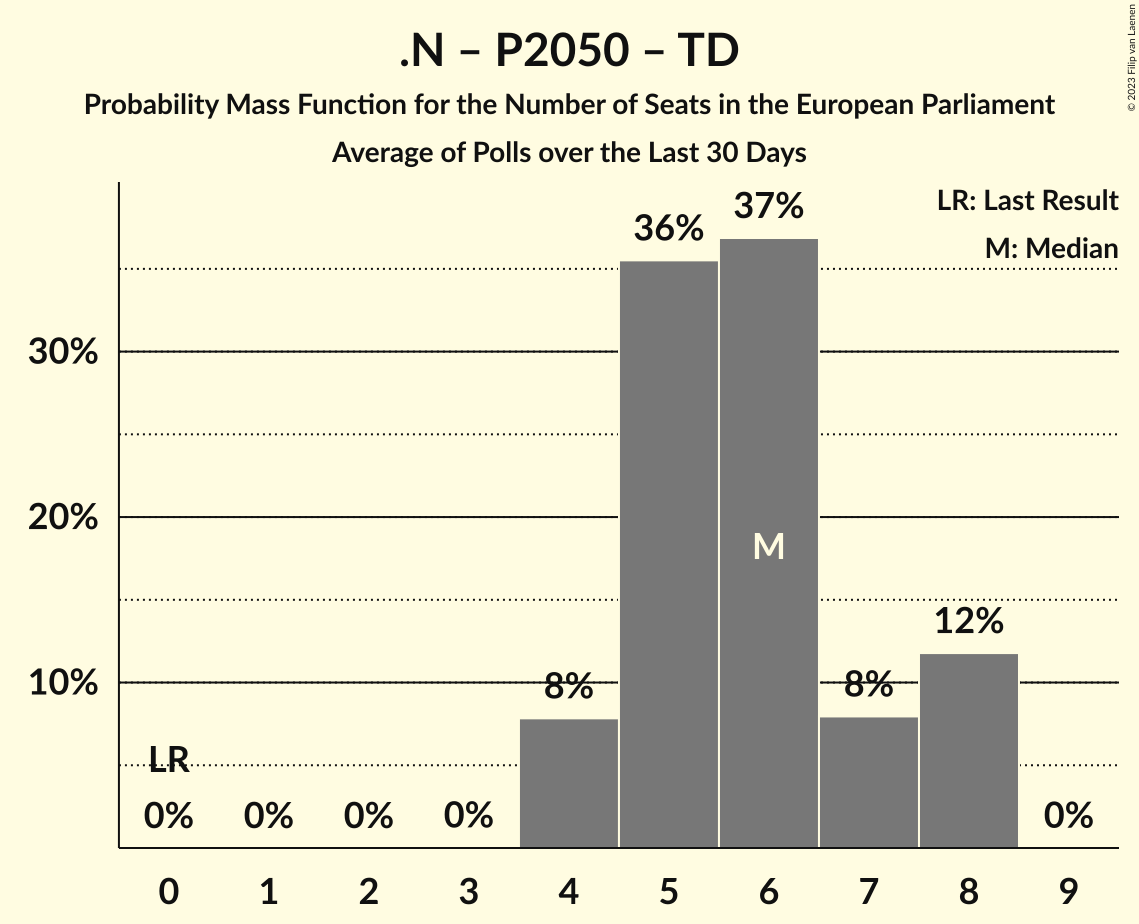 .N – P2050 – TD
Probability Mass Function for the Number of Seats in the European Parliament
Average of Polls over the Last 30 Days
© 2023 Filip van Laenen
LR: Last Result
M: Median
37%
36%
30%
20%
M
12%
10%
8%
8%
LR
0%
0%
0%
0%
0%
0 1 2 3 4 5 6 7 8 9